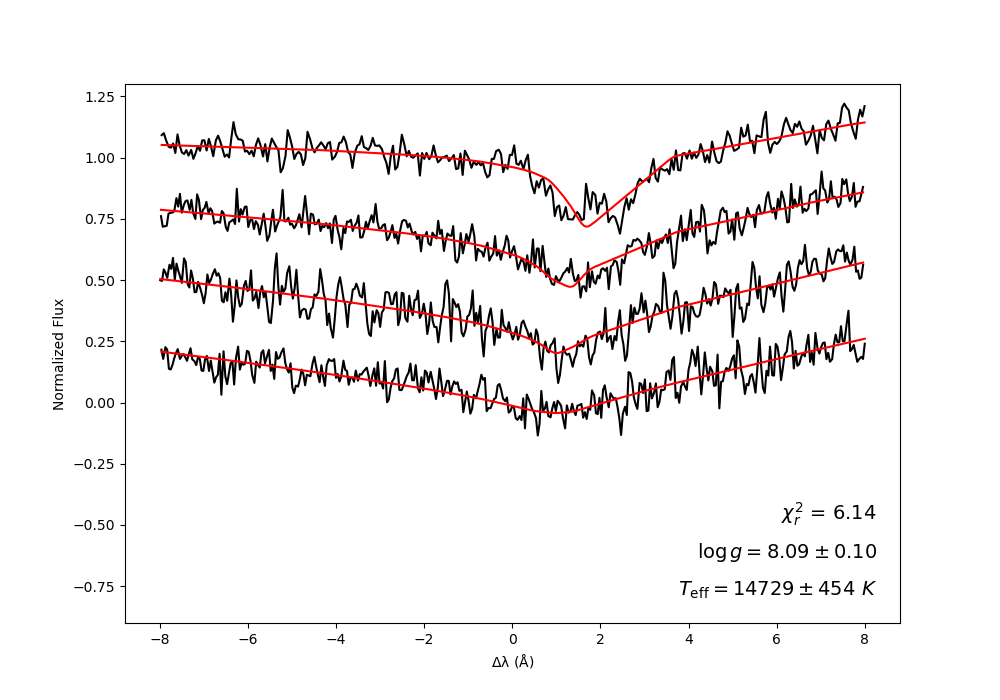 1.25
1.00
0.75
0.50
0.25
0.00
−0.25
−0.50
−0.75
Normalized Flux
χ²ᵣ = 6.14
log g = 8.09 ± 0.10
T_eff = 14729 ± 454 K
−8 −6 −4 −2 0 2 4 6 8
Δλ (Å)